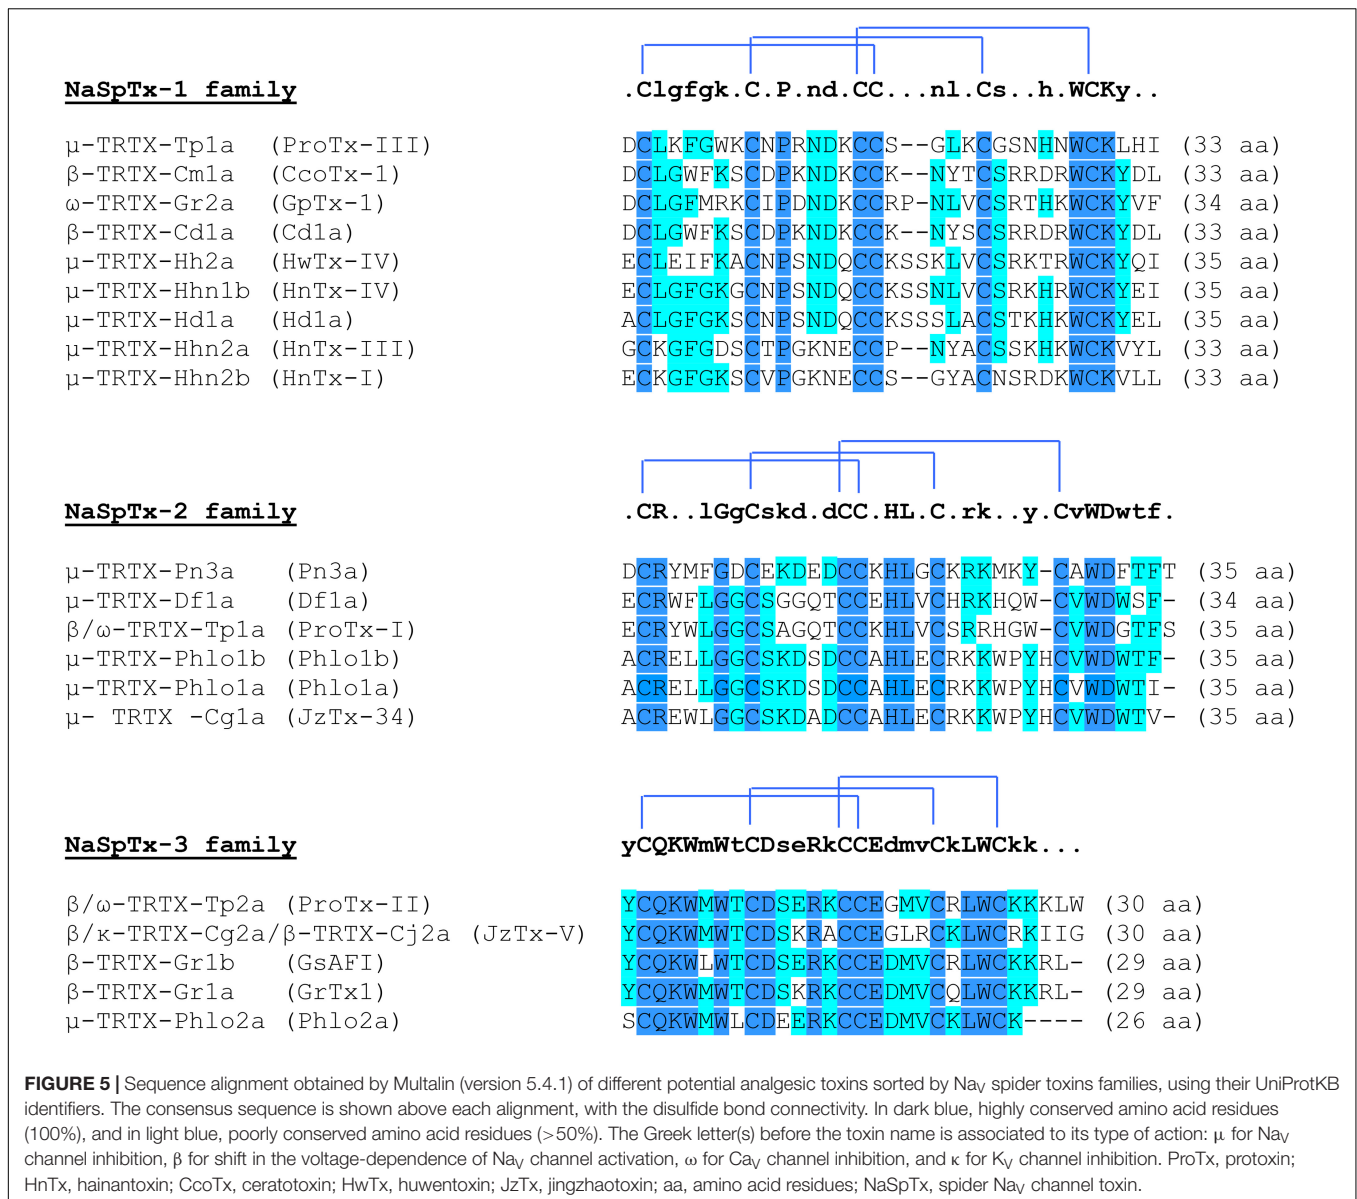 NaSpTx-1 family .Clgfgk.C.P.nd.CC...nl.Cs..h.WCKy..
μ-TRTX-Tp1a (ProTx-III) DCLKFGWKCNPRNDKCCS--GLKCGSNHNWCKLHI (33 aa)
β-TRTX-Cm1a (CcoTx-1) DCLGWFKSCDPKNDKCCK--NYTCSRRDRWCKYDL (33 aa)
ω-TRTX-Gr2a (GpTx-1) DCLGFMRKCIPDNDKCCRP-NLVCSRTHKWCKYVF (34 aa)
β-TRTX-Cd1a (Cd1a) DCLGWFKSCDPKNDKCCK--NYSCSRRDRWCKYDL (33 aa)
μ-TRTX-Hh2a (HwTx-IV) ECLEIFKACNPSNDQCCKSSKLVCSRKTRWCKYQI (35 aa)
μ-TRTX-Hhn1b (HnTx-IV) ECLGFGKGCNPSNDQCCKSSNLVCSRKHRWCKYEI (35 aa)
μ-TRTX-Hd1a (Hd1a) ACLGFGKSCNPSNDQCCKSSSLACSTKHKWCKYEL (35 aa)
μ-TRTX-Hhn2a (HnTx-III) GCKGFGDSCTPGKNECCP--NYACSSKHKWCKVYL (33 aa)
μ-TRTX-Hhn2b (HnTx-I) ECKGFGKSCVPGKNECCS--GYACNSRDKWCKVLL (33 aa)
NaSpTx-2 family .CR..lGgCskd.dCC.HL.C.rk..y.CvWDwtf.
μ-TRTX-Pn3a (Pn3a) DCRYMFGDCEKDEDCCKHLGCKRKMKY-CAWDFTFT (35 aa)
μ-TRTX-Df1a (Df1a) ECRWFLGGCSGGQTCCEHLVCHRKHQW-CVWDWSF- (34 aa)
β/ω-TRTX-Tp1a (ProTx-I) ECRYWLGGCSAGQTCCKHLVCSRRHGW-CVWDGTFS (35 aa)
μ-TRTX-Phlo1b (Phlo1b) ACRELLGGCSKDSDCCAHLECRKKWPYHCVWDWTF- (35 aa)
μ-TRTX-Phlo1a (Phlo1a) ACRELLGGCSKDSDCCAHLECRKKWPYHCVWDWTI- (35 aa)
μ- TRTX -Cg1a (JzTx-34) ACREWLGGCSKDADCCAHLECRKKWPYHCVWDWTV- (35 aa)
NaSpTx-3 family yCQKWmWtCDseRkCCEdmvCkLWCkk...
β/ω-TRTX-Tp2a (ProTx-II) YCQKWMWTCDSERKCCEGMVCRLWCKKKLW (30 aa)
β/κ-TRTX-Cg2a/β-TRTX-Cj2a (JzTx-V) YCQKWMWTCDSKRACCEGLRCKLWCRKIIG (30 aa)
β-TRTX-Gr1b (GsAFI) YCQKWLWTCDSERKCCEDMVCRLWCKKRL- (29 aa)
β-TRTX-Gr1a (GrTx1) YCQKWMWTCDSKRKCCEDMVCQLWCKKRL- (29 aa)
μ-TRTX-Phlo2a (Phlo2a) SCQKWMWLCDEERKCCEDMVCKLWCK---- (26 aa)
FIGURE 5 | Sequence alignment obtained by Multalin (version 5.4.1) of different potential analgesic toxins sorted by NaV spider toxins families, using their UniProtKB
identifiers. The consensus sequence is shown above each alignment, with the disulfide bond connectivity. In dark blue, highly conserved amino acid residues
(100%), and in light blue, poorly conserved amino acid residues (>50%). The Greek letter(s) before the toxin name is associated to its type of action: μ for NaV
channel inhibition, β for shift in the voltage-dependence of NaV channel activation, ω for CaV channel inhibition, and κ for KV channel inhibition. ProTx, protoxin;
HnTx, hainantoxin; CcoTx, ceratotoxin; HwTx, huwentoxin; JzTx, jingzhaotoxin; aa, amino acid residues; NaSpTx, spider NaV channel toxin.